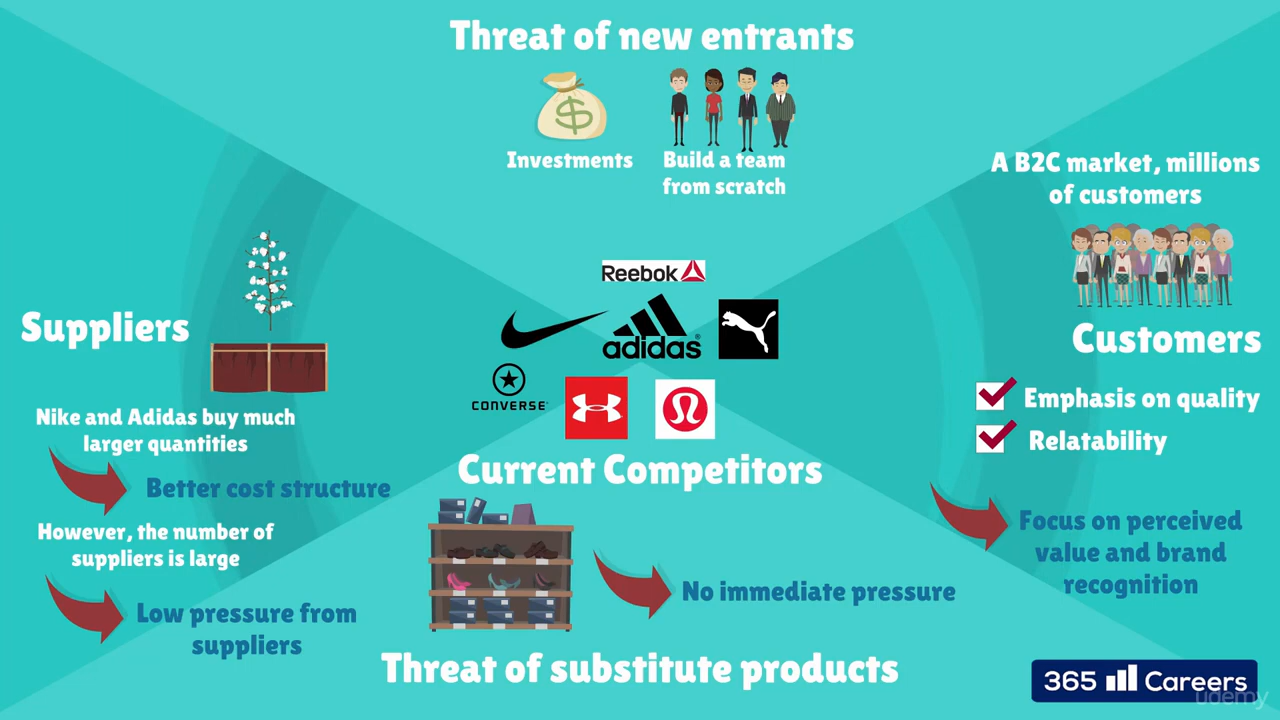 Threat of new entrants
Investments
Build a team
from scratch
A B2C market, millions
of customers
Reebok
Suppliers
adidas
Customers
CONVERSE
Nike and Adidas buy much
larger quantities
Emphasis on quality
Relatability
Current Competitors
Better cost structure
However, the number of
suppliers is large
Focus on perceived
value and brand
recognition
No immediate pressure
Low pressure from
suppliers
Threat of substitute products
365 Careers
udemy